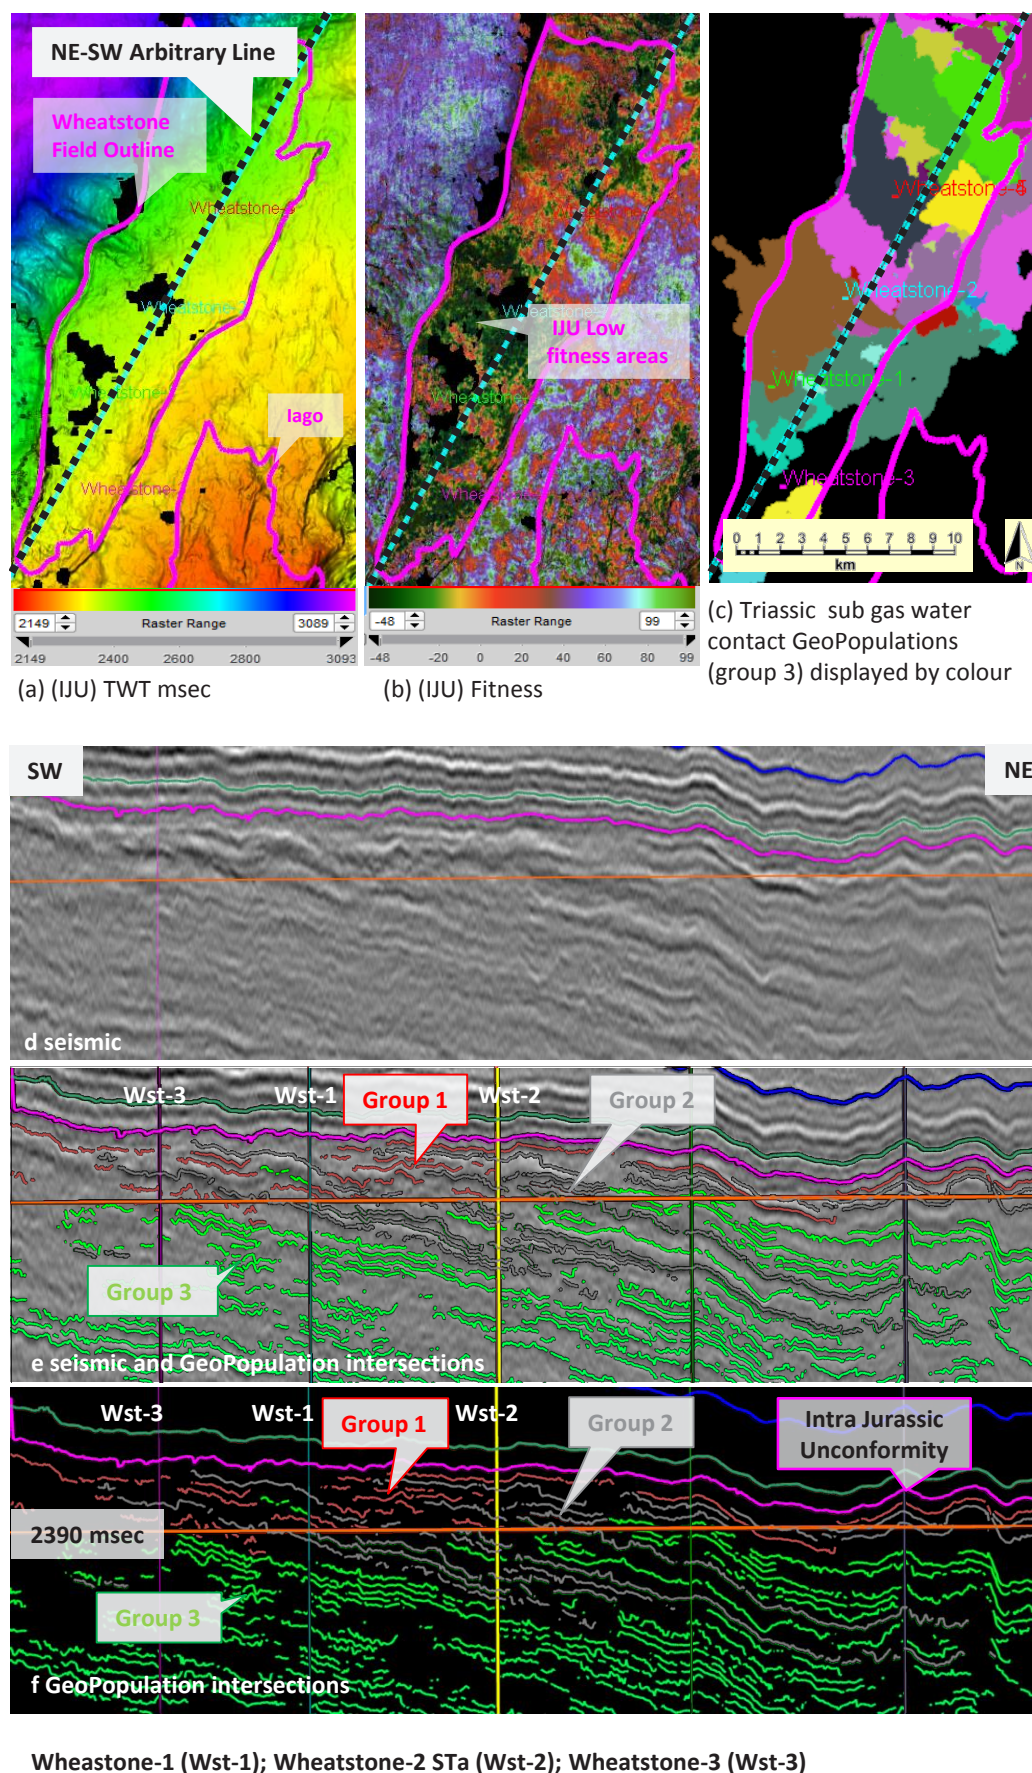 NE-SW Arbitrary Line
Wheatstone
Field Outline
Wheatstone-
Wheatstone-2
Wheatstone-
Wheatstone-
Iago
2149
Raster Range
3089
2149 2400 2600 2800 3093
(a) (IJU) TWT msec
Wheatstone-
IJU Low
fitness areas
Wheatstone-
Wheatstone-
-48
Raster Range
99
-48 -20 0 20 40 60 80 99
(b) (IJU) Fitness
Wheatstone-
Wheatstone-2
Wheatstone-1
Wheatstone-3
0 1 2 3 4 5 6 7 8 9 10
km
N
(c) Triassic sub gas water
contact GeoPopulations
(group 3) displayed by colour
SW
NE
d seismic
Wst-3
Wst-1
Group 1
Wst-2
Group 2
Group 3
e seismic and GeoPopulation intersections
Wst-3
Wst-1
Group 1
Wst-2
Group 2
Intra Jurassic
Unconformity
2390 msec
Group 3
f GeoPopulation intersections
Wheastone-1 (Wst-1); Wheatstone-2 STa (Wst-2); Wheatstone-3 (Wst-3)